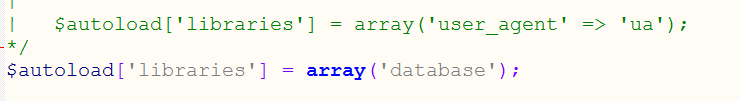 |
|   $autoload['libraries'] = array('user_agent' => 'ua');
*/
$autoload['libraries'] = array('database');